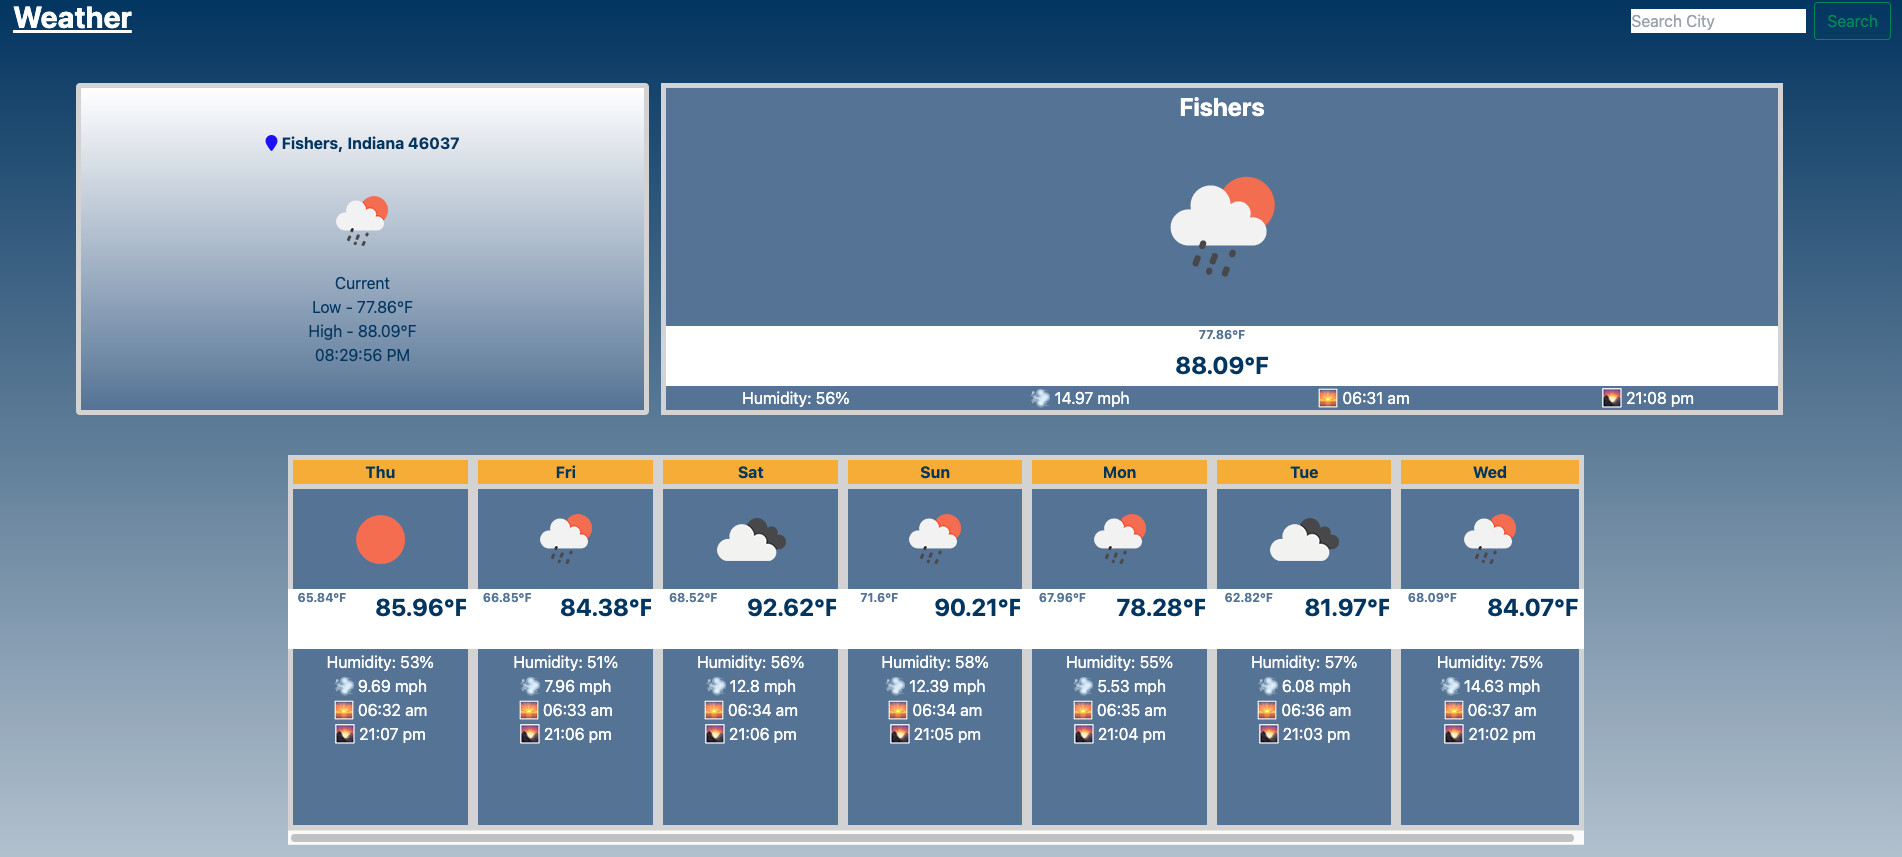 Weather
Search City Search
Fishers, Indiana 46037
Current
Low - 77.86°F
High - 88.09°F
08:29:56 PM
Fishers
77.86°F
88.09°F
Humidity: 56% 14.97 mph 06:31 am 21:08 pm
Thu Fri Sat Sun Mon Tue Wed
65.84°F 85.96°F 66.85°F 84.38°F 68.52°F 92.62°F 71.6°F 90.21°F 67.96°F 78.28°F 62.82°F 81.97°F 68.09°F 84.07°F
Humidity: 53% Humidity: 51% Humidity: 56% Humidity: 58% Humidity: 55% Humidity: 57% Humidity: 75%
9.69 mph 7.96 mph 12.8 mph 12.39 mph 5.53 mph 6.08 mph 14.63 mph
06:32 am 06:33 am 06:34 am 06:34 am 06:35 am 06:36 am 06:37 am
21:07 pm 21:06 pm 21:06 pm 21:05 pm 21:04 pm 21:03 pm 21:02 pm